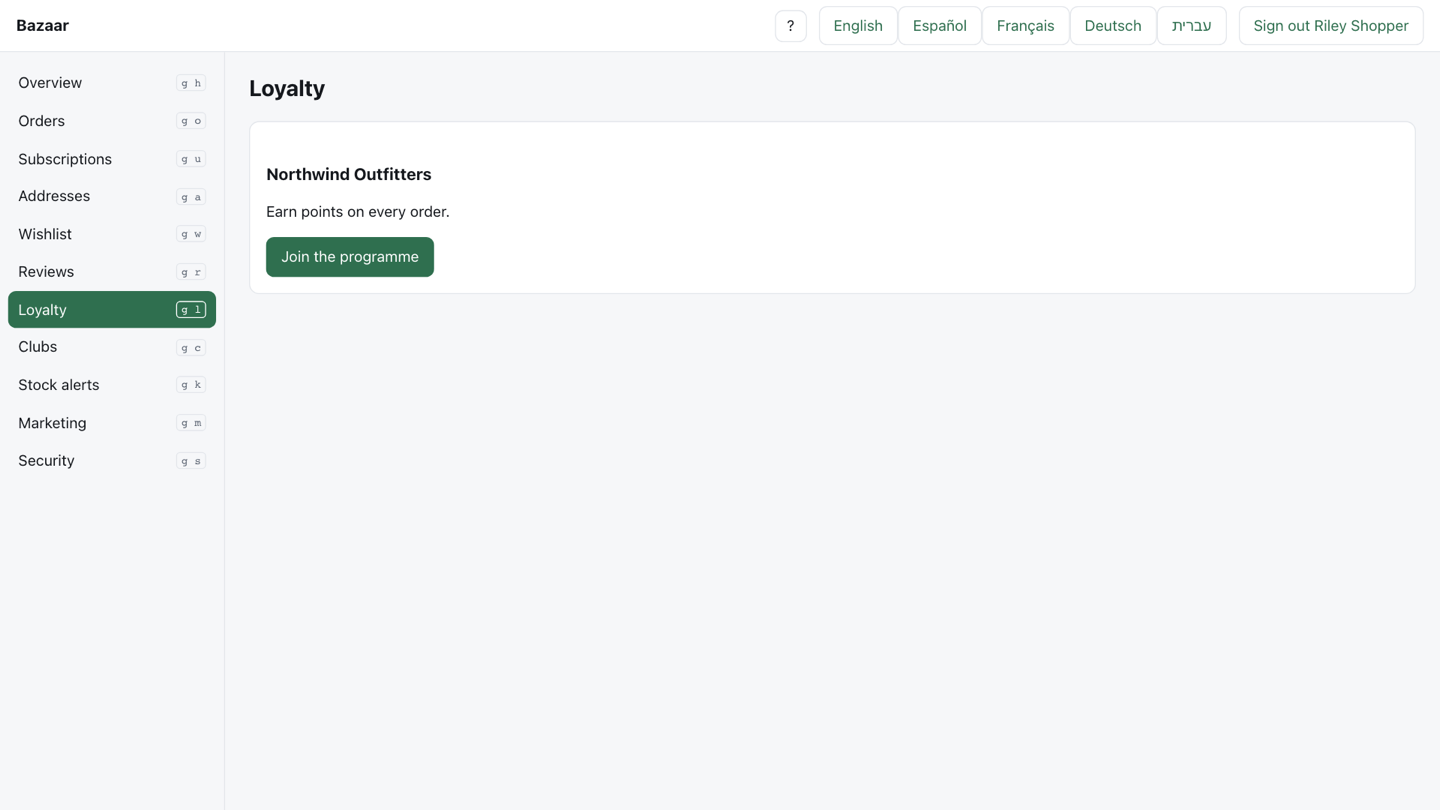 Bazaar
?
English
Español
Français
Deutsch
עברית
Sign out Riley Shopper
Overview g h
Orders g o
Subscriptions g u
Addresses g a
Wishlist g w
Reviews g r
Loyalty g l
Clubs g c
Stock alerts g k
Marketing g m
Security g s
Loyalty
Northwind Outfitters
Earn points on every order.
Join the programme